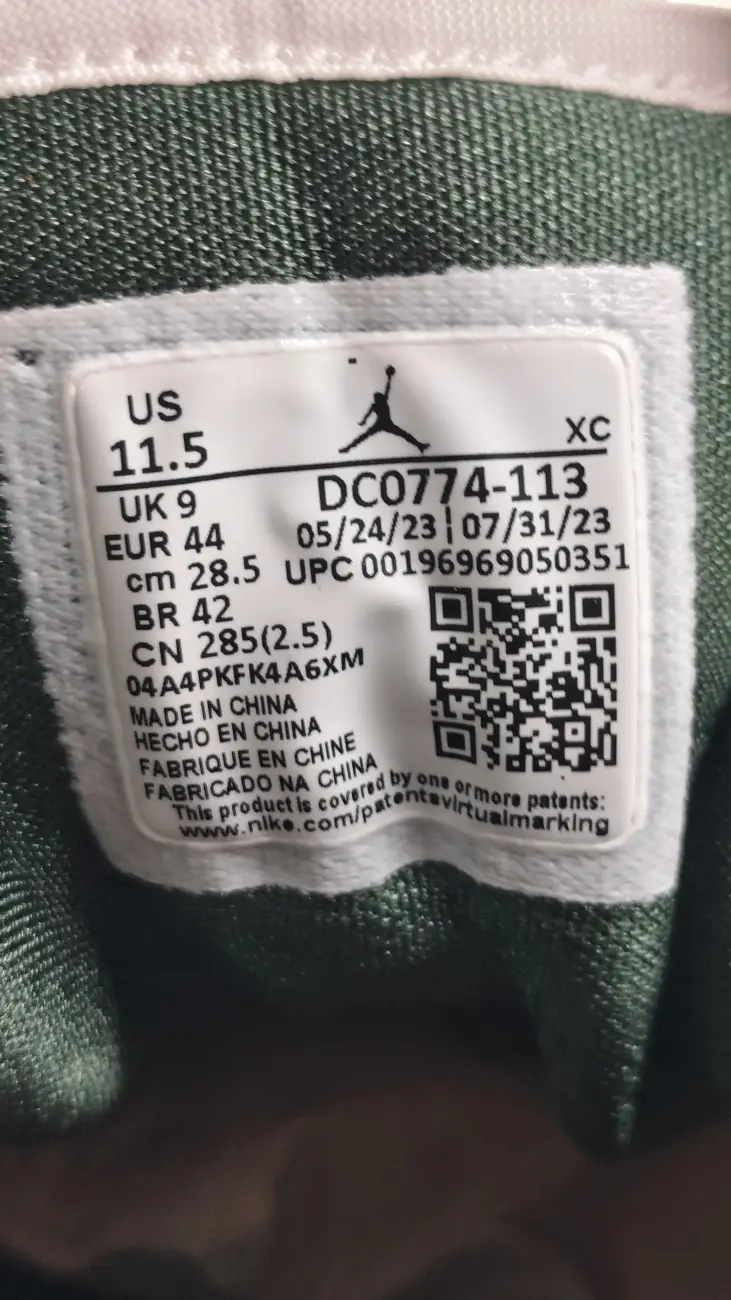 US
11.5
XC
UK 9
DC0774-113
EUR 44
05/24/23 | 07/31/23
cm 28.5
UPC 00196969050351
BR 42
CN 285(2.5)
04A4PKFK4A6XM
MADE IN CHINA
HECHO EN CHINA
FABRIQUE EN CHINE
FABRICADO NA CHINA
This product is covered by one or more patents:
www.nike.com/patentsvirtualmarking